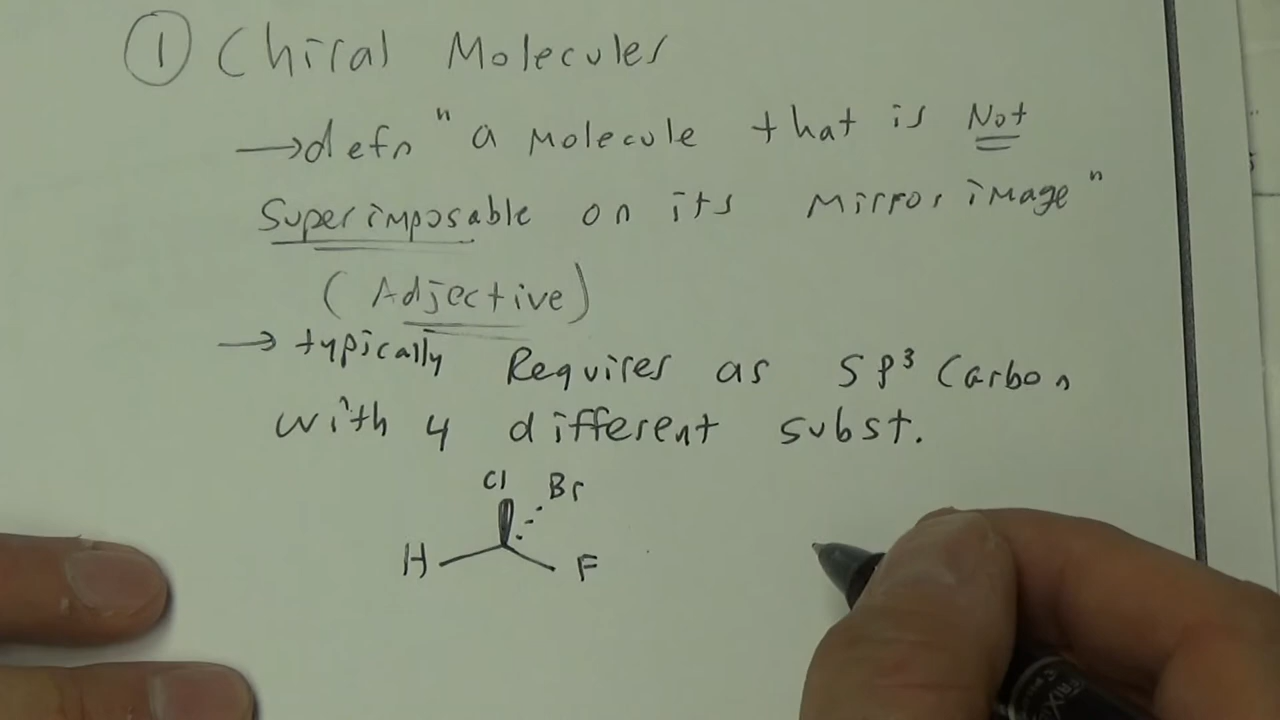 ① Chiral Molecules
→ defn "a Molecule that is Not
Superimposable on its Mirror image"
(Adjective)
→ typically Requires as SP³ Carbon
with 4 different subst.
Cl Br
H F